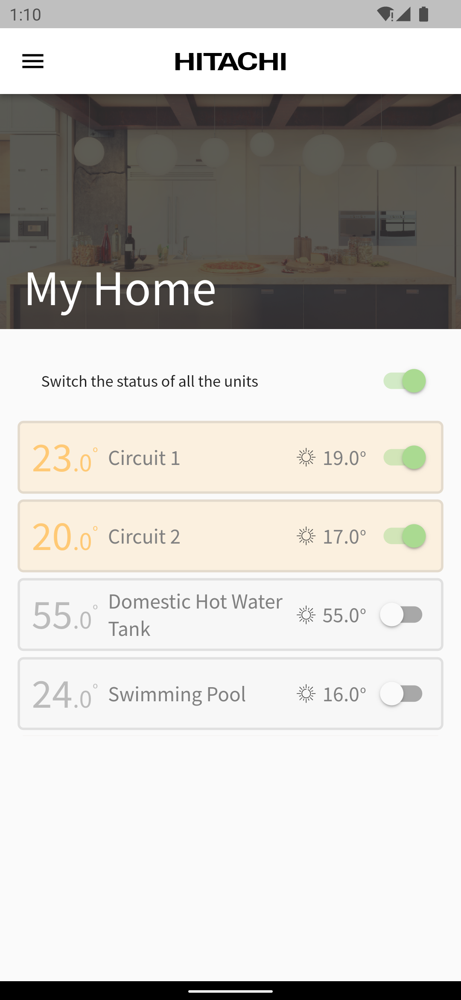 1:10
HITACHI
My Home
Switch the status of all the units
23.0° Circuit 1 19.0°
20.0° Circuit 2 17.0°
55.0° Domestic Hot Water Tank 55.0°
24.0° Swimming Pool 16.0°